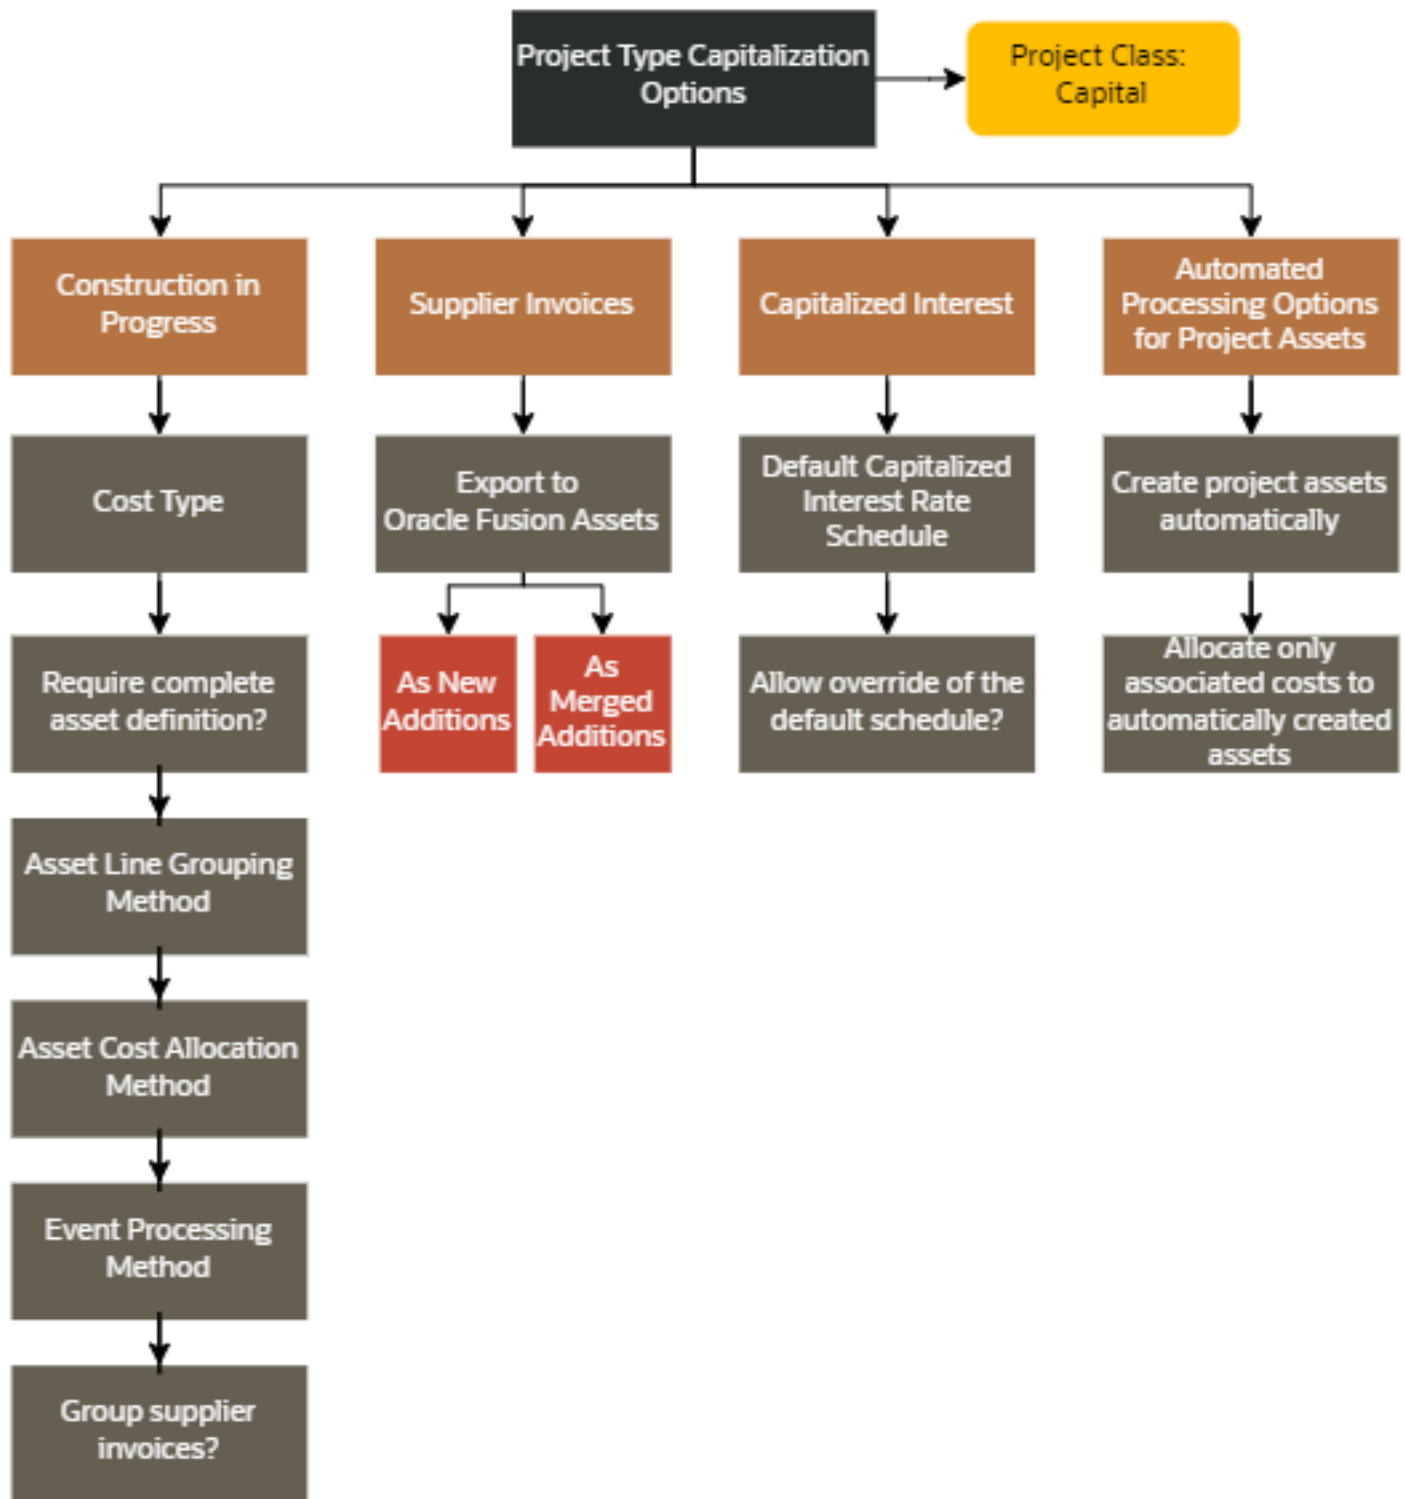 Project Type Capitalization
Options
Project Class:
Capital
Construction in
Progress
Supplier Invoices
Capitalized Interest
Automated
Processing Options
for Project Assets
Cost Type
Export to
Oracle Fusion Assets
Default Capitalized
Interest Rate
Schedule
Create project assets
automatically
Require complete
asset definition?
As New
Additions
As
Merged
Additions
Allow override of the
default schedule?
Allocate only
associated costs to
automatically created
assets
Asset Line Grouping
Method
Asset Cost Allocation
Method
Event Processing
Method
Group supplier
invoices?